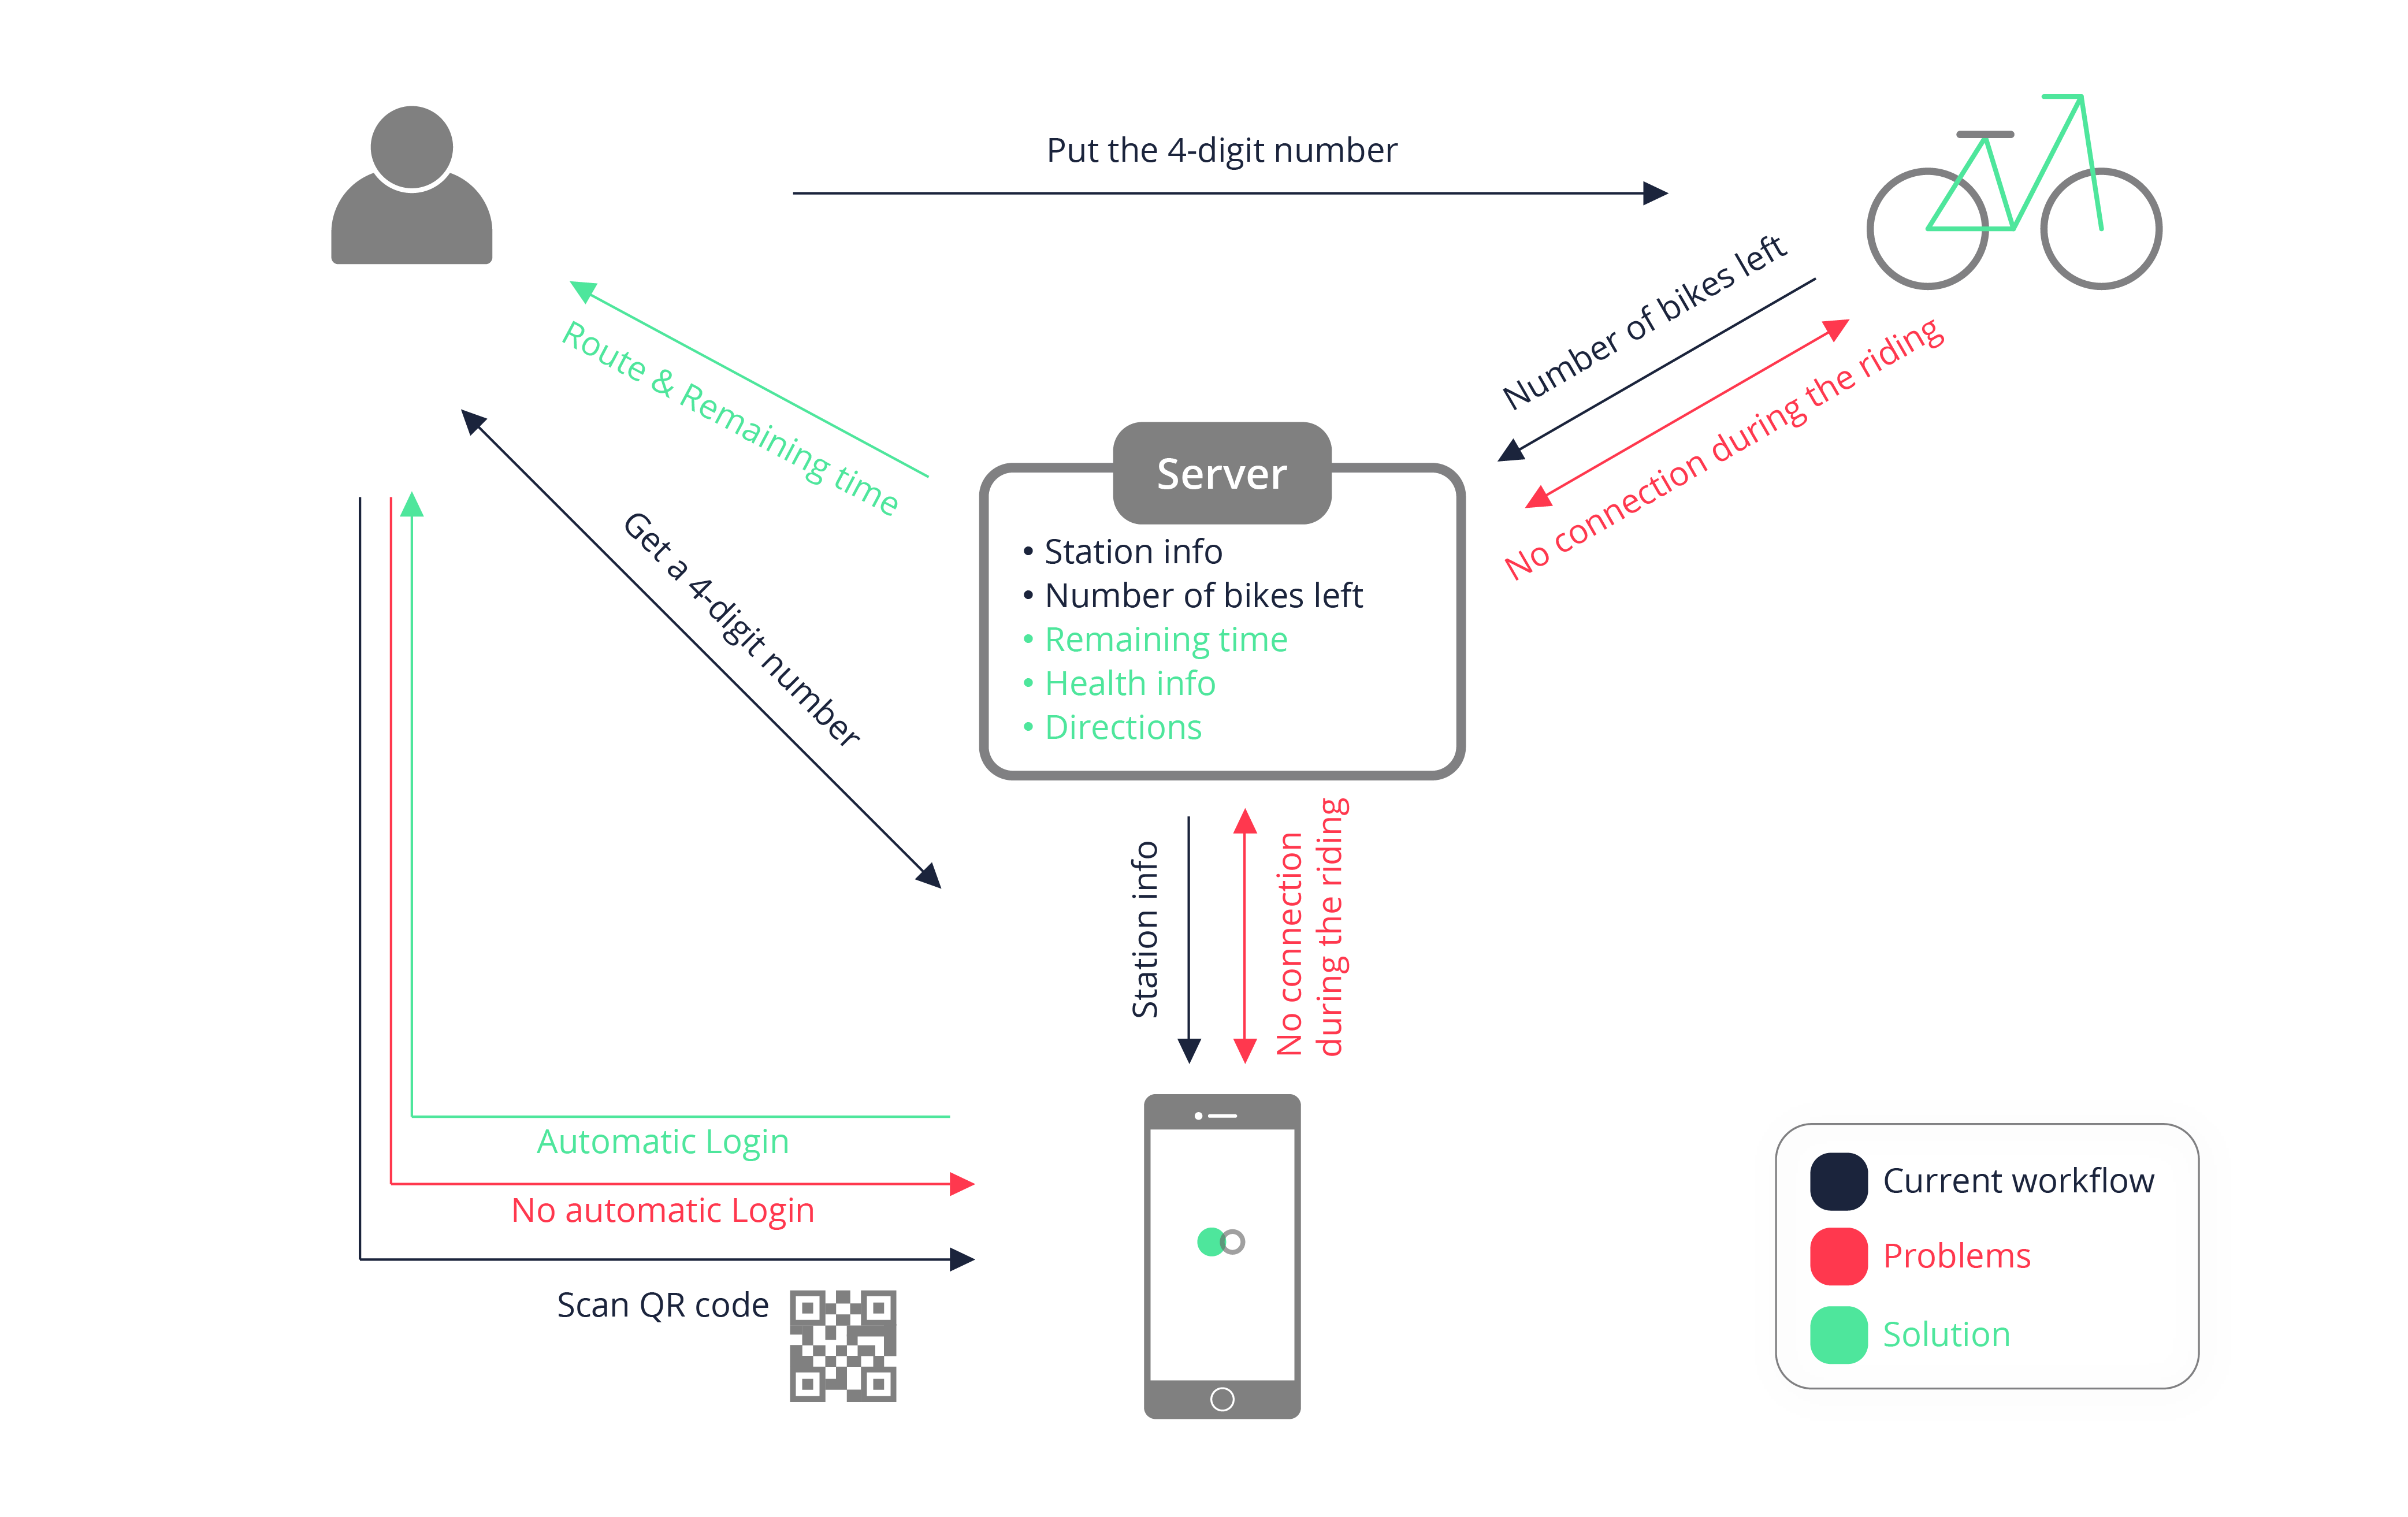 Put the 4-digit number
Number of bikes left
No connection during the riding
Route & Remaining time
Get a 4-digit number
Server
• Station info
• Number of bikes left
• Remaining time
• Health info
• Directions
Station info
No connection
during the riding
Automatic Login
No automatic Login
Scan QR code
Current workflow
Problems
Solution